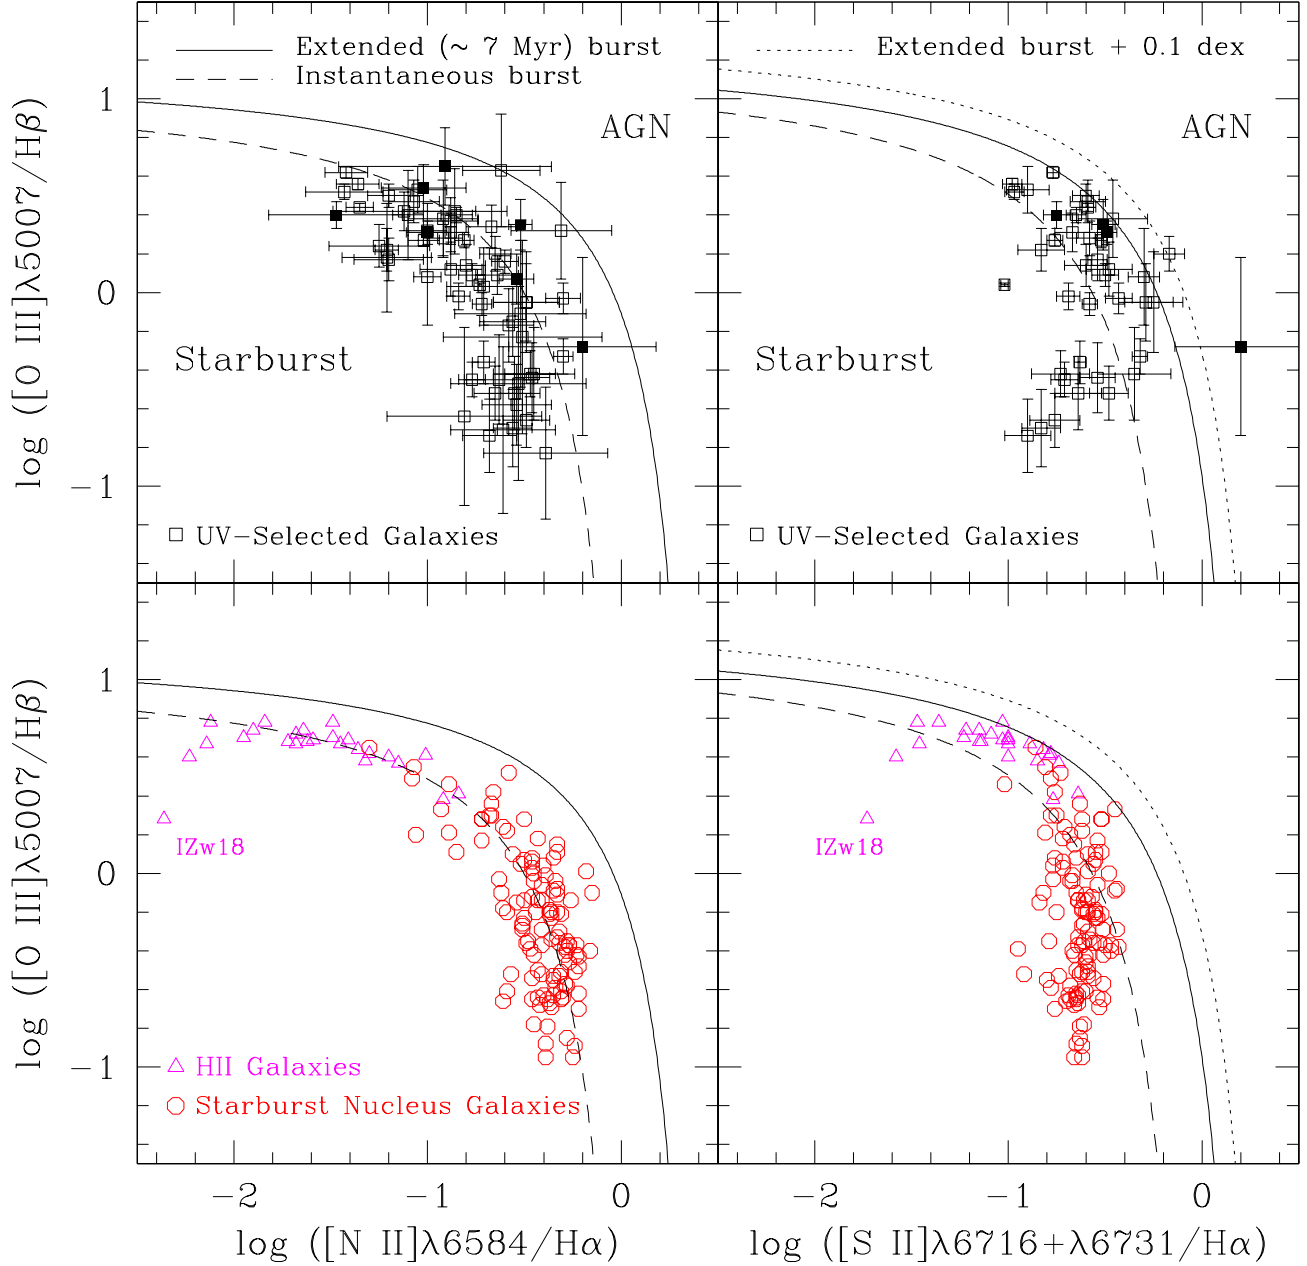 Extended (~ 7 Myr) burst
Instantaneous burst
Extended burst + 0.1 dex
AGN
AGN
Starburst
Starburst
UV-Selected Galaxies
UV-Selected Galaxies
1
0
-1
log ([O III]λ5007/Hβ)
IZw18
IZw18
HII Galaxies
Starburst Nucleus Galaxies
1
0
-1
log ([O III]λ5007/Hβ)
-2 -1 0
-2 -1 0
log ([N II]λ6584/Hα)
log ([S II]λ6716+λ6731/Hα)